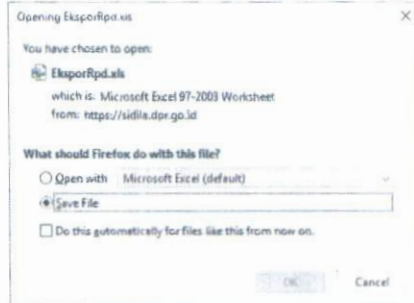 Opening EksporRpd.xls
You have chosen to open:
EksporRpd.xls
which is: Microsoft Excel 97-2003 Worksheet
from: https://sidila.dpr.go.id
What should Firefox do with this file?
Open with Microsoft Excel (default)
Save File
Do this automatically for files like this from now on.
OK Cancel